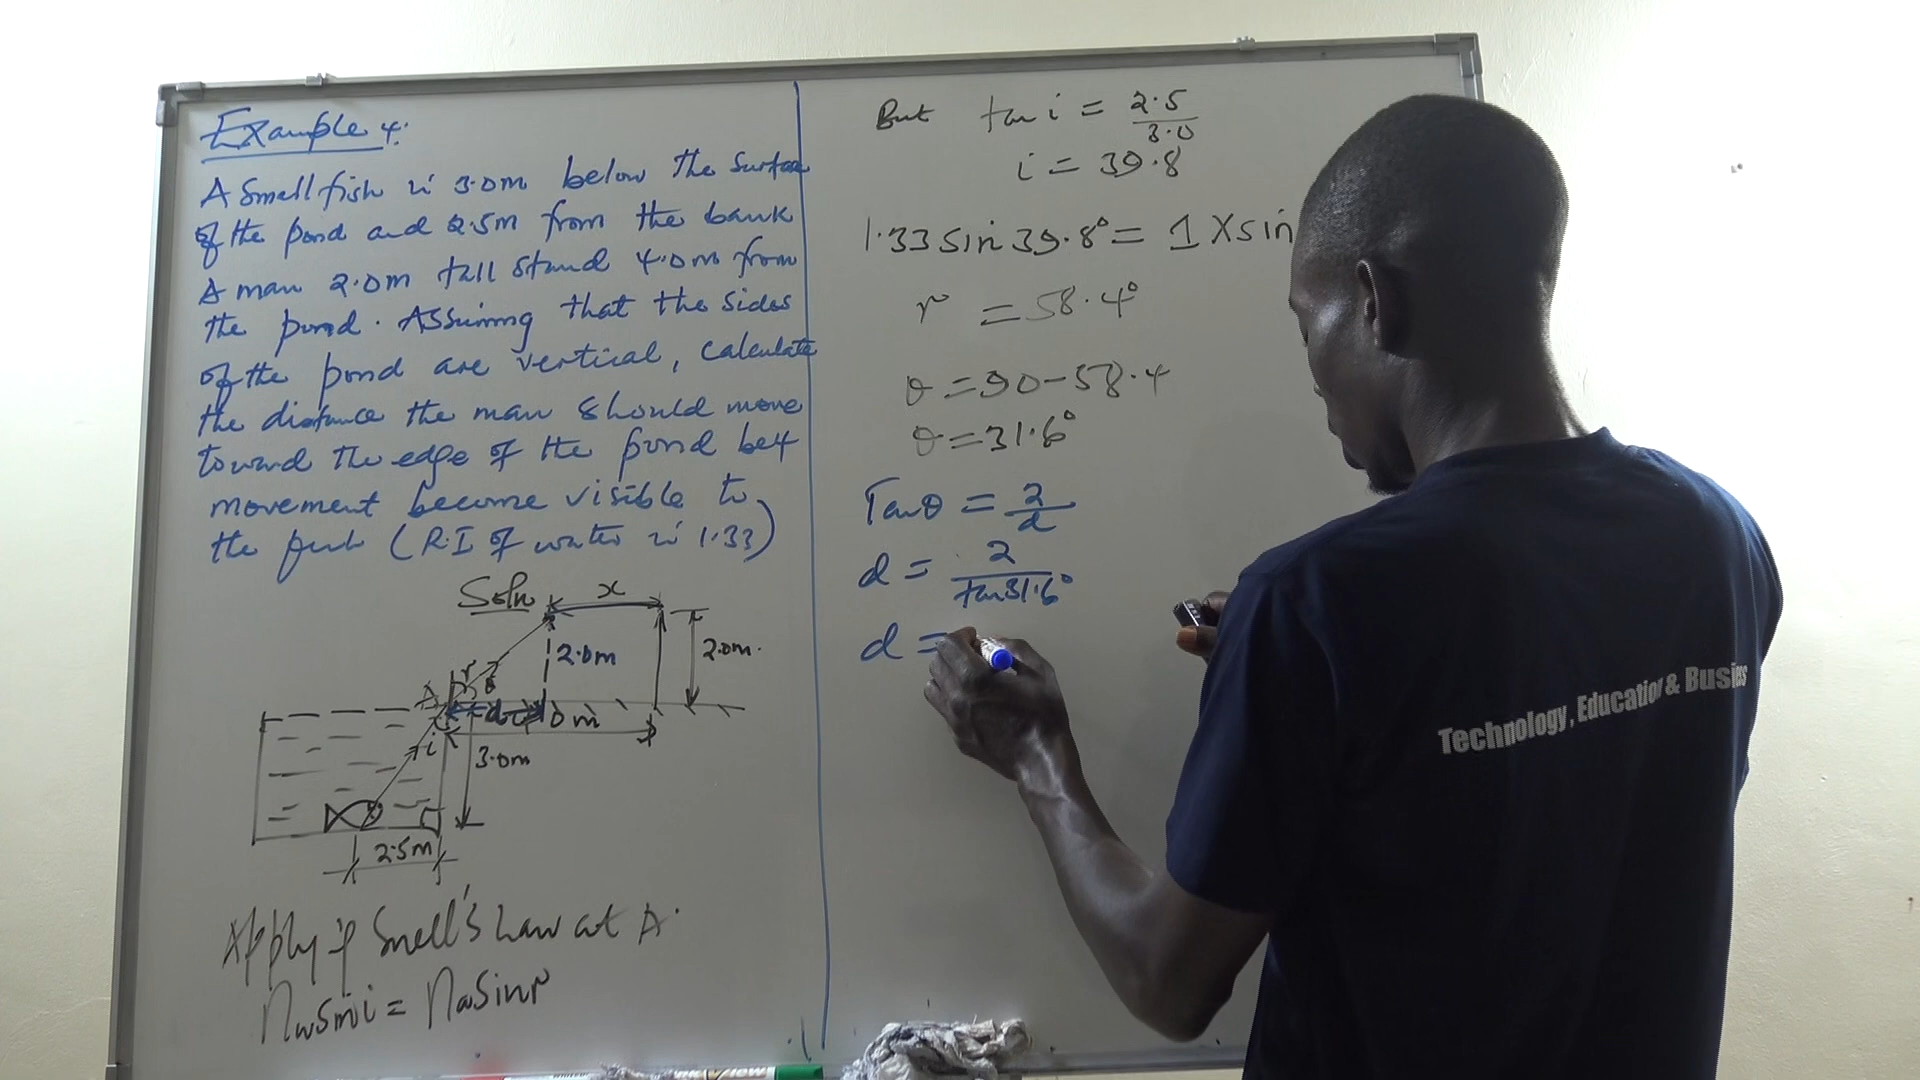 Example 4:
A small fish is 3.0m below the surface
of the pond and 2.5m from the bank
A man 2.0m tall stand 4.0m from
the pond. Assuming that the sides
of the pond are vertical, calculate
the distance the man should move
toward the edge of the pond bef
movement become visible to
the fish (R.I of water is 1.33)
Soln
x
2.0m
2.0m.
A
r
θ
d
0m
i
3.0m
2.5m
Apply Snell's Law at A.
nwsini = nasinr
But tan i = 2.5/3.0
i = 39.8
1.33 sin 39.8° = 1 X sin
r = 58.4°
θ = 90 - 58.4
θ = 31.6°
Tanθ = 2/d
d = 2/tan31.6°
d =
Technology, Education & Business